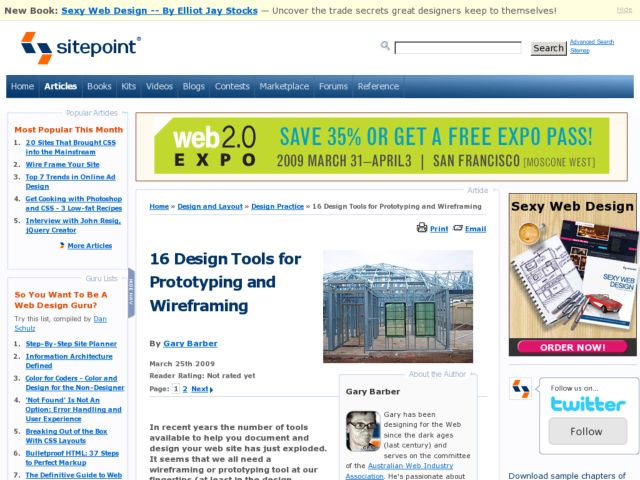 New Book: Sexy Web Design -- By Elliot Jay Stocks — Uncover the trade secrets great designers keep to themselves!
Hide
sitepoint®
Search
Advanced Search
Sitemap
Home Articles Books Kits Videos Blogs Contests Marketplace Forums Reference
Popular Articles
Most Popular This Month
1. 20 Sites That Brought CSS
into the Mainstream
2. Wire Frame Your Site
3. Top 7 Trends in Online Ad
Design
4. Get Cooking with Photoshop
and CSS - 3 Low-fat Recipes
5. Interview with John Resig,
jQuery Creator
More Articles
Guru Lists
So You Want To Be A
Web Design Guru?
Try this list, compiled by Dan
Schulz
1. Step-By-Step Site Planner
2. Information Architecture
Defined
3. Color for Coders - Color and
Design for the Non-Designer
4. 'Not Found' Is Not An
Option: Error Handling and
User Experience
5. Breaking Out of the Box
With CSS Layouts
6. Bulletproof HTML: 37 Steps
to Perfect Markup
7. The Definitive Guide to Web
HIDE NAV
web2.0
EXPO
SAVE 35% OR GET A FREE EXPO PASS!
2009 MARCH 31–APRIL3 | SAN FRANCISCO [MOSCONE WEST]
Article
Home » Design and Layout » Design Practice » 16 Design Tools for Prototyping and Wireframing
Print Email
16 Design Tools for
Prototyping and
Wireframing
By Gary Barber
March 25th 2009
Reader Rating: Not rated yet
Page: 1 2 Next
In recent years the number of tools
available to help you document and
design your web site has just exploded.
It seems that we all need a
wireframing or prototyping tool at our
fingertips (at least in the design
About the Author
Gary Barber
Gary has been
designing for the Web
since the dark ages
(last century) and
serves on the committee
of the Australian Web Industry
Association. He's passionate about
Sexy Web Design
SEXY WEB
DESIGN
ORDER NOW!
Follow us on...
twitter
Follow
Download sample chapters of